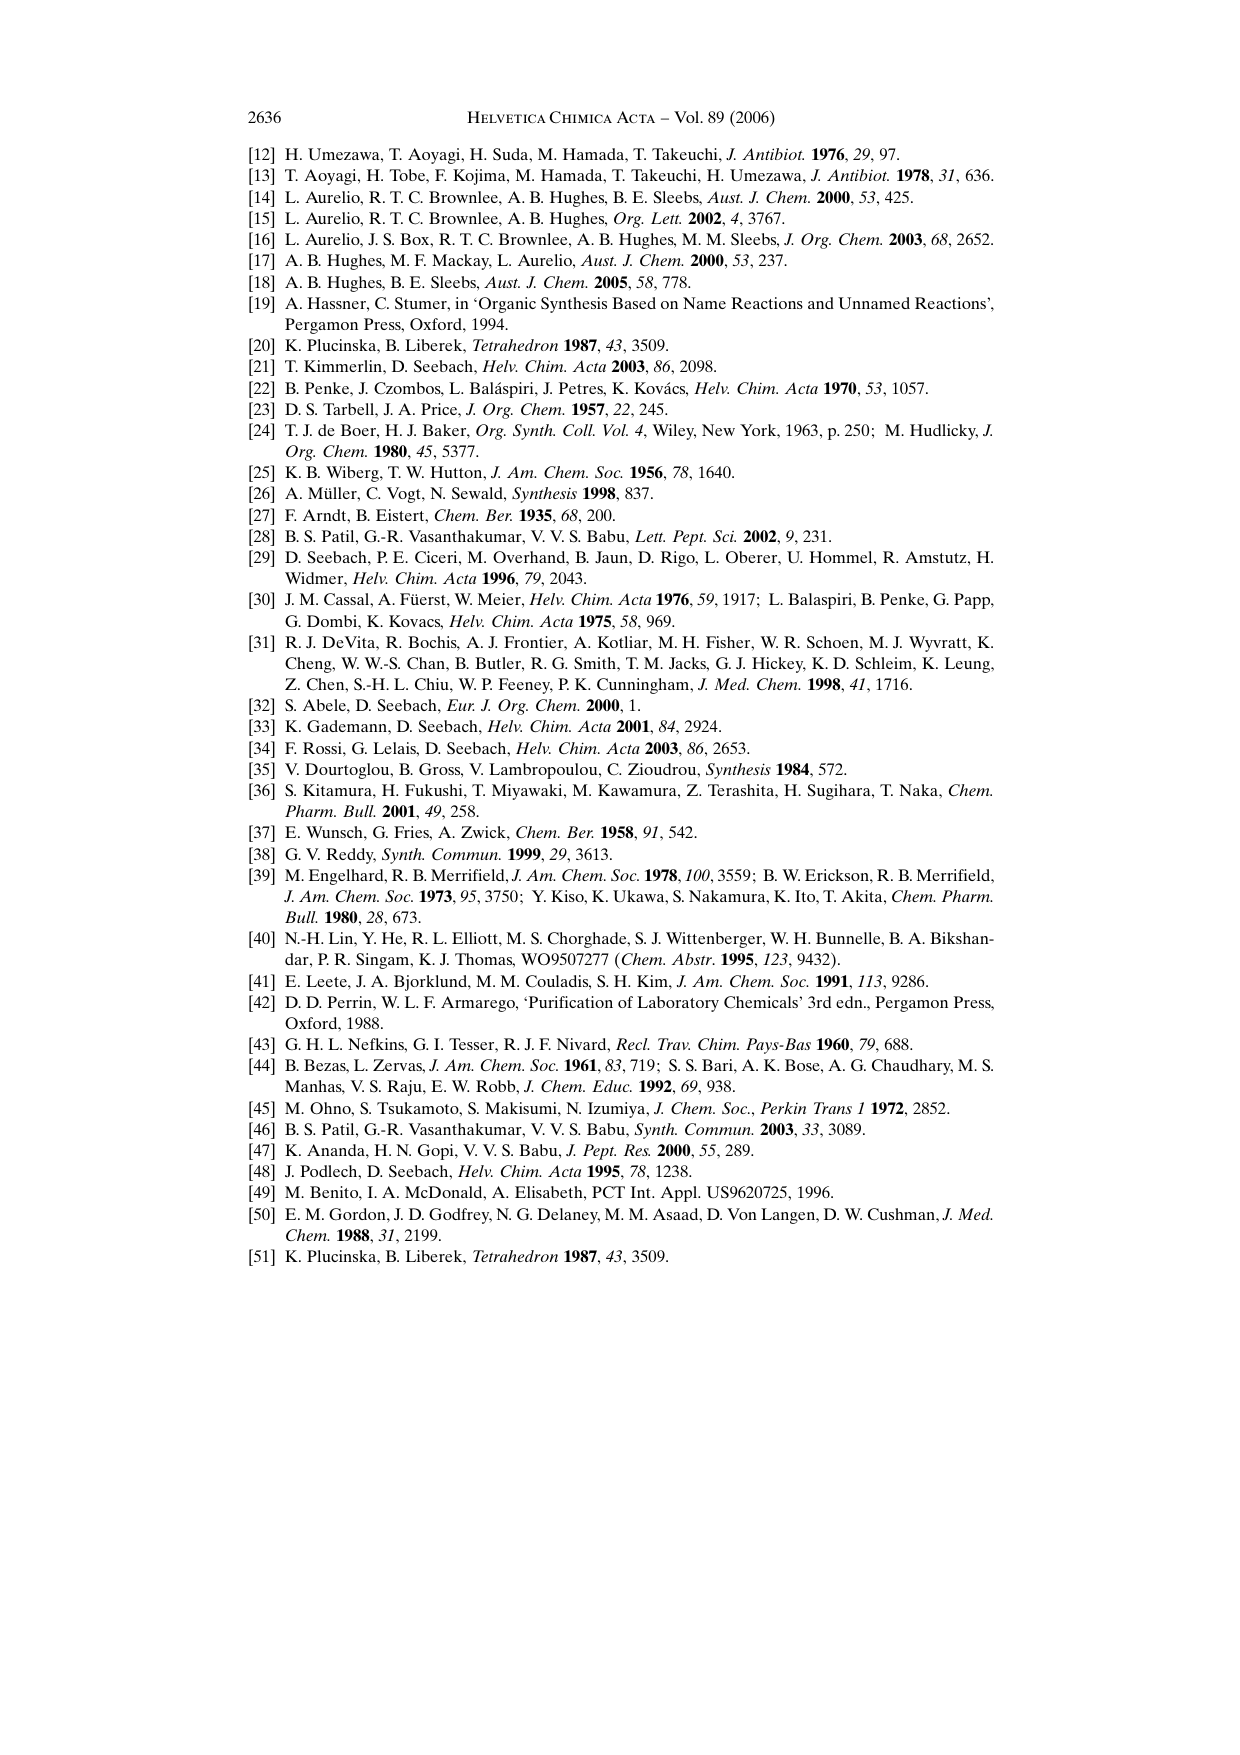 2636
HELVETICA CHIMICA ACTA – Vol. 89 (2006)
[12] H. Umezawa, T. Aoyagi, H. Suda, M. Hamada, T. Takeuchi, J. Antibiot. 1976, 29, 97.
[13] T. Aoyagi, H. Tobe, F. Kojima, M. Hamada, T. Takeuchi, H. Umezawa, J. Antibiot. 1978, 31, 636.
[14] L. Aurelio, R. T. C. Brownlee, A. B. Hughes, B. E. Sleebs, Aust. J. Chem. 2000, 53, 425.
[15] L. Aurelio, R. T. C. Brownlee, A. B. Hughes, Org. Lett. 2002, 4, 3767.
[16] L. Aurelio, J. S. Box, R. T. C. Brownlee, A. B. Hughes, M. M. Sleebs, J. Org. Chem. 2003, 68, 2652.
[17] A. B. Hughes, M. F. Mackay, L. Aurelio, Aust. J. Chem. 2000, 53, 237.
[18] A. B. Hughes, B. E. Sleebs, Aust. J. Chem. 2005, 58, 778.
[19] A. Hassner, C. Stumer, in ‘Organic Synthesis Based on Name Reactions and Unnamed Reactions’,
Pergamon Press, Oxford, 1994.
[20] K. Plucinska, B. Liberek, Tetrahedron 1987, 43, 3509.
[21] T. Kimmerlin, D. Seebach, Helv. Chim. Acta 2003, 86, 2098.
[22] B. Penke, J. Czombos, L. Baláspiri, J. Petres, K. Kovács, Helv. Chim. Acta 1970, 53, 1057.
[23] D. S. Tarbell, J. A. Price, J. Org. Chem. 1957, 22, 245.
[24] T. J. de Boer, H. J. Baker, Org. Synth. Coll. Vol. 4, Wiley, New York, 1963, p. 250; M. Hudlicky, J.
Org. Chem. 1980, 45, 5377.
[25] K. B. Wiberg, T. W. Hutton, J. Am. Chem. Soc. 1956, 78, 1640.
[26] A. Müller, C. Vogt, N. Sewald, Synthesis 1998, 837.
[27] F. Arndt, B. Eistert, Chem. Ber. 1935, 68, 200.
[28] B. S. Patil, G.-R. Vasanthakumar, V. V. S. Babu, Lett. Pept. Sci. 2002, 9, 231.
[29] D. Seebach, P. E. Ciceri, M. Overhand, B. Jaun, D. Rigo, L. Oberer, U. Hommel, R. Amstutz, H.
Widmer, Helv. Chim. Acta 1996, 79, 2043.
[30] J. M. Cassal, A. Füerst, W. Meier, Helv. Chim. Acta 1976, 59, 1917; L. Balaspiri, B. Penke, G. Papp,
G. Dombi, K. Kovacs, Helv. Chim. Acta 1975, 58, 969.
[31] R. J. DeVita, R. Bochis, A. J. Frontier, A. Kotliar, M. H. Fisher, W. R. Schoen, M. J. Wyvratt, K.
Cheng, W. W.-S. Chan, B. Butler, R. G. Smith, T. M. Jacks, G. J. Hickey, K. D. Schleim, K. Leung,
Z. Chen, S.-H. L. Chiu, W. P. Feeney, P. K. Cunningham, J. Med. Chem. 1998, 41, 1716.
[32] S. Abele, D. Seebach, Eur. J. Org. Chem. 2000, 1.
[33] K. Gademann, D. Seebach, Helv. Chim. Acta 2001, 84, 2924.
[34] F. Rossi, G. Lelais, D. Seebach, Helv. Chim. Acta 2003, 86, 2653.
[35] V. Dourtoglou, B. Gross, V. Lambropoulou, C. Zioudrou, Synthesis 1984, 572.
[36] S. Kitamura, H. Fukushi, T. Miyawaki, M. Kawamura, Z. Terashita, H. Sugihara, T. Naka, Chem.
Pharm. Bull. 2001, 49, 258.
[37] E. Wunsch, G. Fries, A. Zwick, Chem. Ber. 1958, 91, 542.
[38] G. V. Reddy, Synth. Commun. 1999, 29, 3613.
[39] M. Engelhard, R. B. Merrifield, J. Am. Chem. Soc. 1978, 100, 3559; B. W. Erickson, R. B. Merrifield,
J. Am. Chem. Soc. 1973, 95, 3750; Y. Kiso, K. Ukawa, S. Nakamura, K. Ito, T. Akita, Chem. Pharm.
Bull. 1980, 28, 673.
[40] N.-H. Lin, Y. He, R. L. Elliott, M. S. Chorghade, S. J. Wittenberger, W. H. Bunnelle, B. A. Bikshan-
dar, P. R. Singam, K. J. Thomas, WO9507277 (Chem. Abstr. 1995, 123, 9432).
[41] E. Leete, J. A. Bjorklund, M. M. Couladis, S. H. Kim, J. Am. Chem. Soc. 1991, 113, 9286.
[42] D. D. Perrin, W. L. F. Armarego, ‘Purification of Laboratory Chemicals’ 3rd edn., Pergamon Press,
Oxford, 1988.
[43] G. H. L. Nefkins, G. I. Tesser, R. J. F. Nivard, Recl. Trav. Chim. Pays-Bas 1960, 79, 688.
[44] B. Bezas, L. Zervas, J. Am. Chem. Soc. 1961, 83, 719; S. S. Bari, A. K. Bose, A. G. Chaudhary, M. S.
Manhas, V. S. Raju, E. W. Robb, J. Chem. Educ. 1992, 69, 938.
[45] M. Ohno, S. Tsukamoto, S. Makisumi, N. Izumiya, J. Chem. Soc., Perkin Trans 1 1972, 2852.
[46] B. S. Patil, G.-R. Vasanthakumar, V. V. S. Babu, Synth. Commun. 2003, 33, 3089.
[47] K. Ananda, H. N. Gopi, V. V. S. Babu, J. Pept. Res. 2000, 55, 289.
[48] J. Podlech, D. Seebach, Helv. Chim. Acta 1995, 78, 1238.
[49] M. Benito, I. A. McDonald, A. Elisabeth, PCT Int. Appl. US9620725, 1996.
[50] E. M. Gordon, J. D. Godfrey, N. G. Delaney, M. M. Asaad, D. Von Langen, D. W. Cushman, J. Med.
Chem. 1988, 31, 2199.
[51] K. Plucinska, B. Liberek, Tetrahedron 1987, 43, 3509.